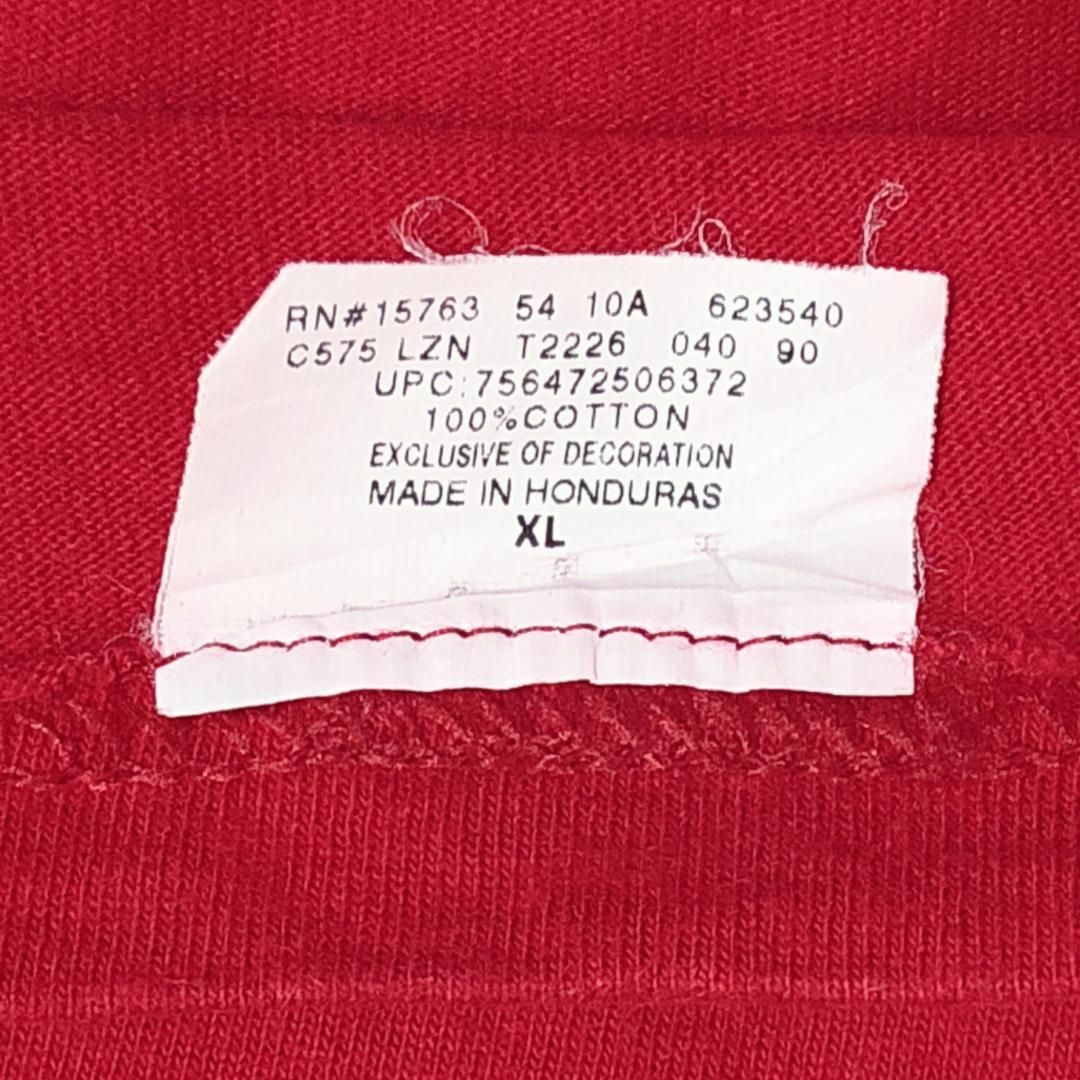 RN#15763 54 10A 623540
C575 LZN T2226 040 90
UPC:756472506372
100%COTTON
EXCLUSIVE OF DECORATION
MADE IN HONDURAS
XL